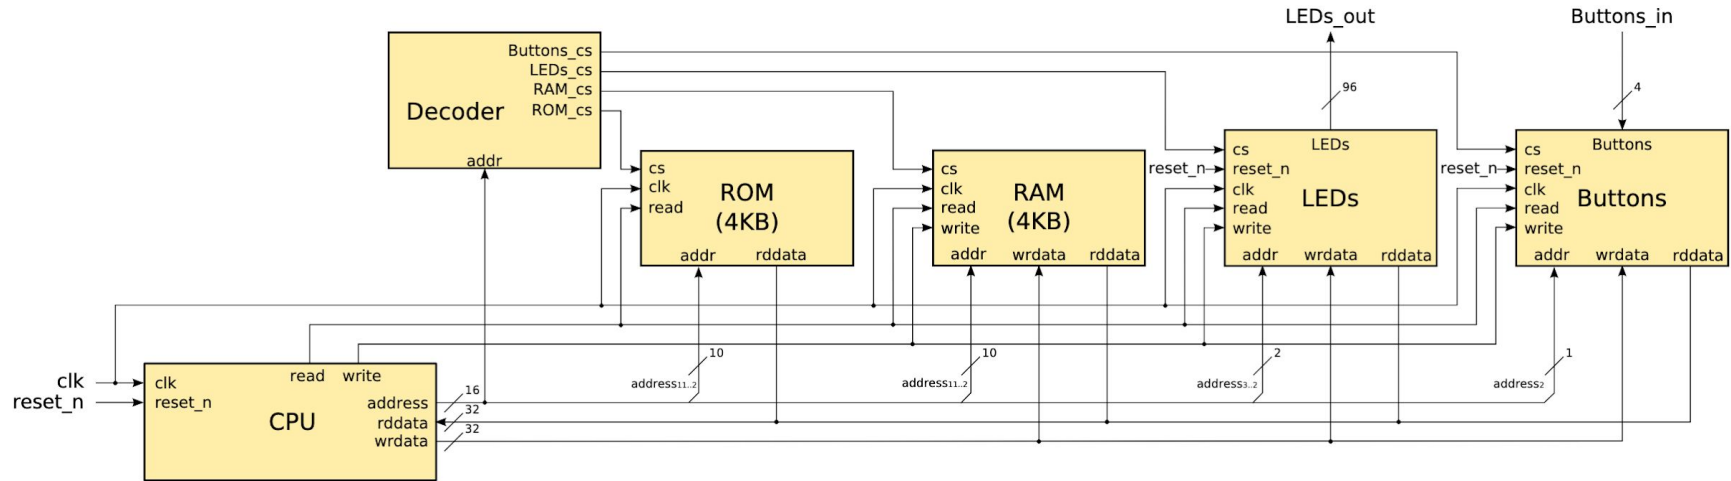 LEDs_out
Buttons_in
96
4
Decoder
Buttons_cs
LEDs_cs
RAM_cs
ROM_cs
addr
ROM
(4KB)
cs
clk
read
addr
rddata
RAM
(4KB)
cs
clk
read
write
addr
wrdata
rddata
reset_n
LEDs
LEDs
cs
reset_n
clk
read
write
addr
wrdata
rddata
reset_n
Buttons
Buttons
cs
reset_n
clk
read
write
addr
wrdata
rddata
10
address11..2
10
address11..2
2
address3..2
1
address2
clk
reset_n
CPU
clk
reset_n
read
write
address
rddata
wrdata
16
32
32